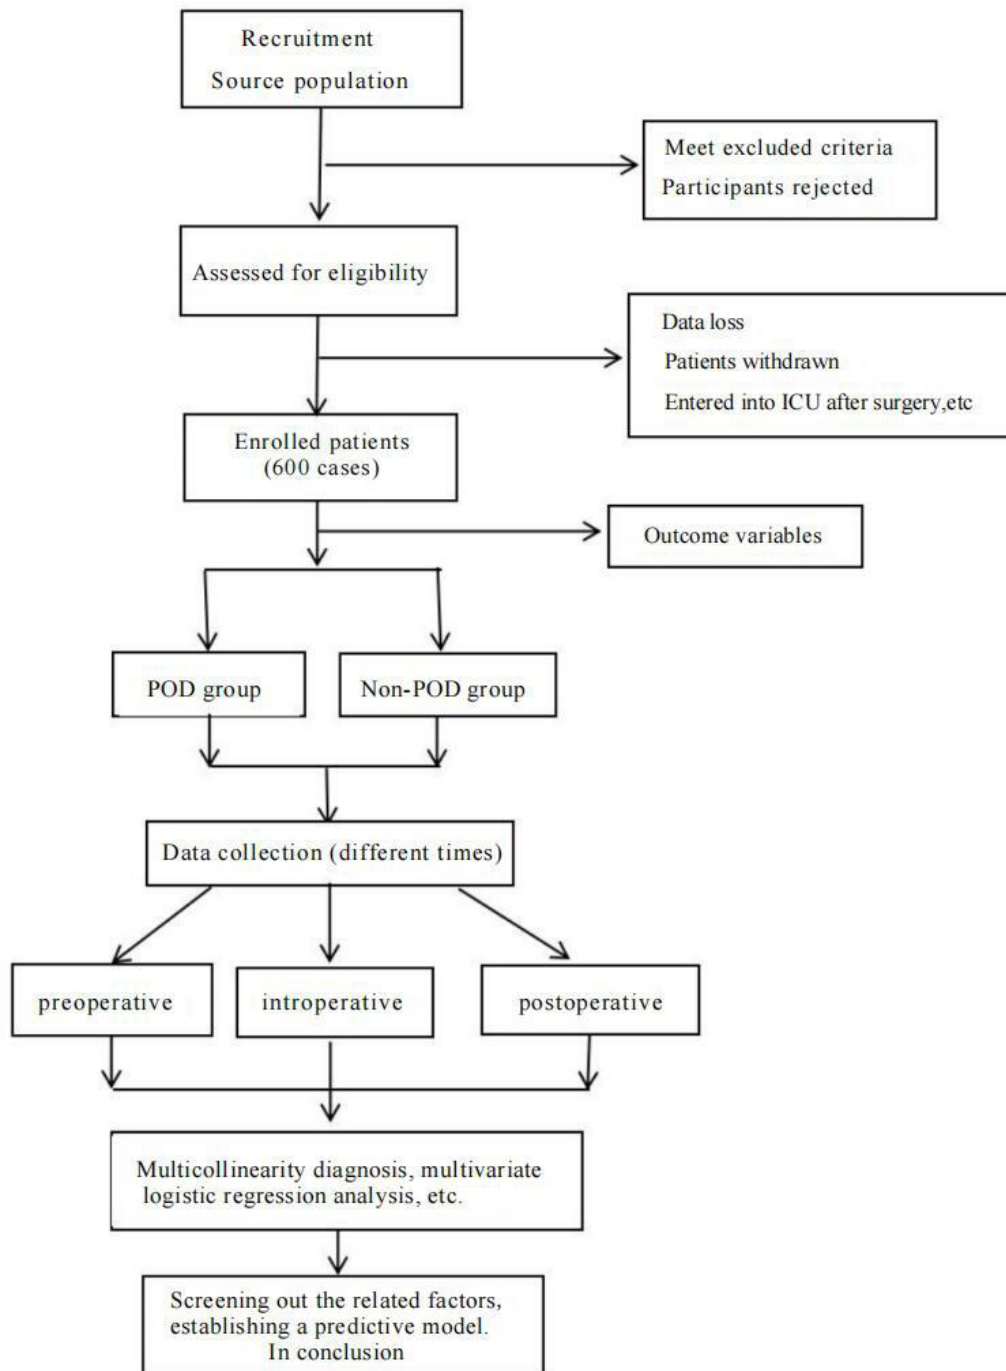 Recruitment
Source population
Meet excluded criteria
Participants rejected
Assessed for eligibility
Data loss
Patients withdrawn
Entered into ICU after surgery,etc
Enrolled patients
(600 cases)
Outcome variables
POD group
Non-POD group
Data collection (different times)
preoperative
introperative
postoperative
Multicollinearity diagnosis, multivariate
logistic regression analysis, etc.
Screening out the related factors,
establishing a predictive model.
In conclusion